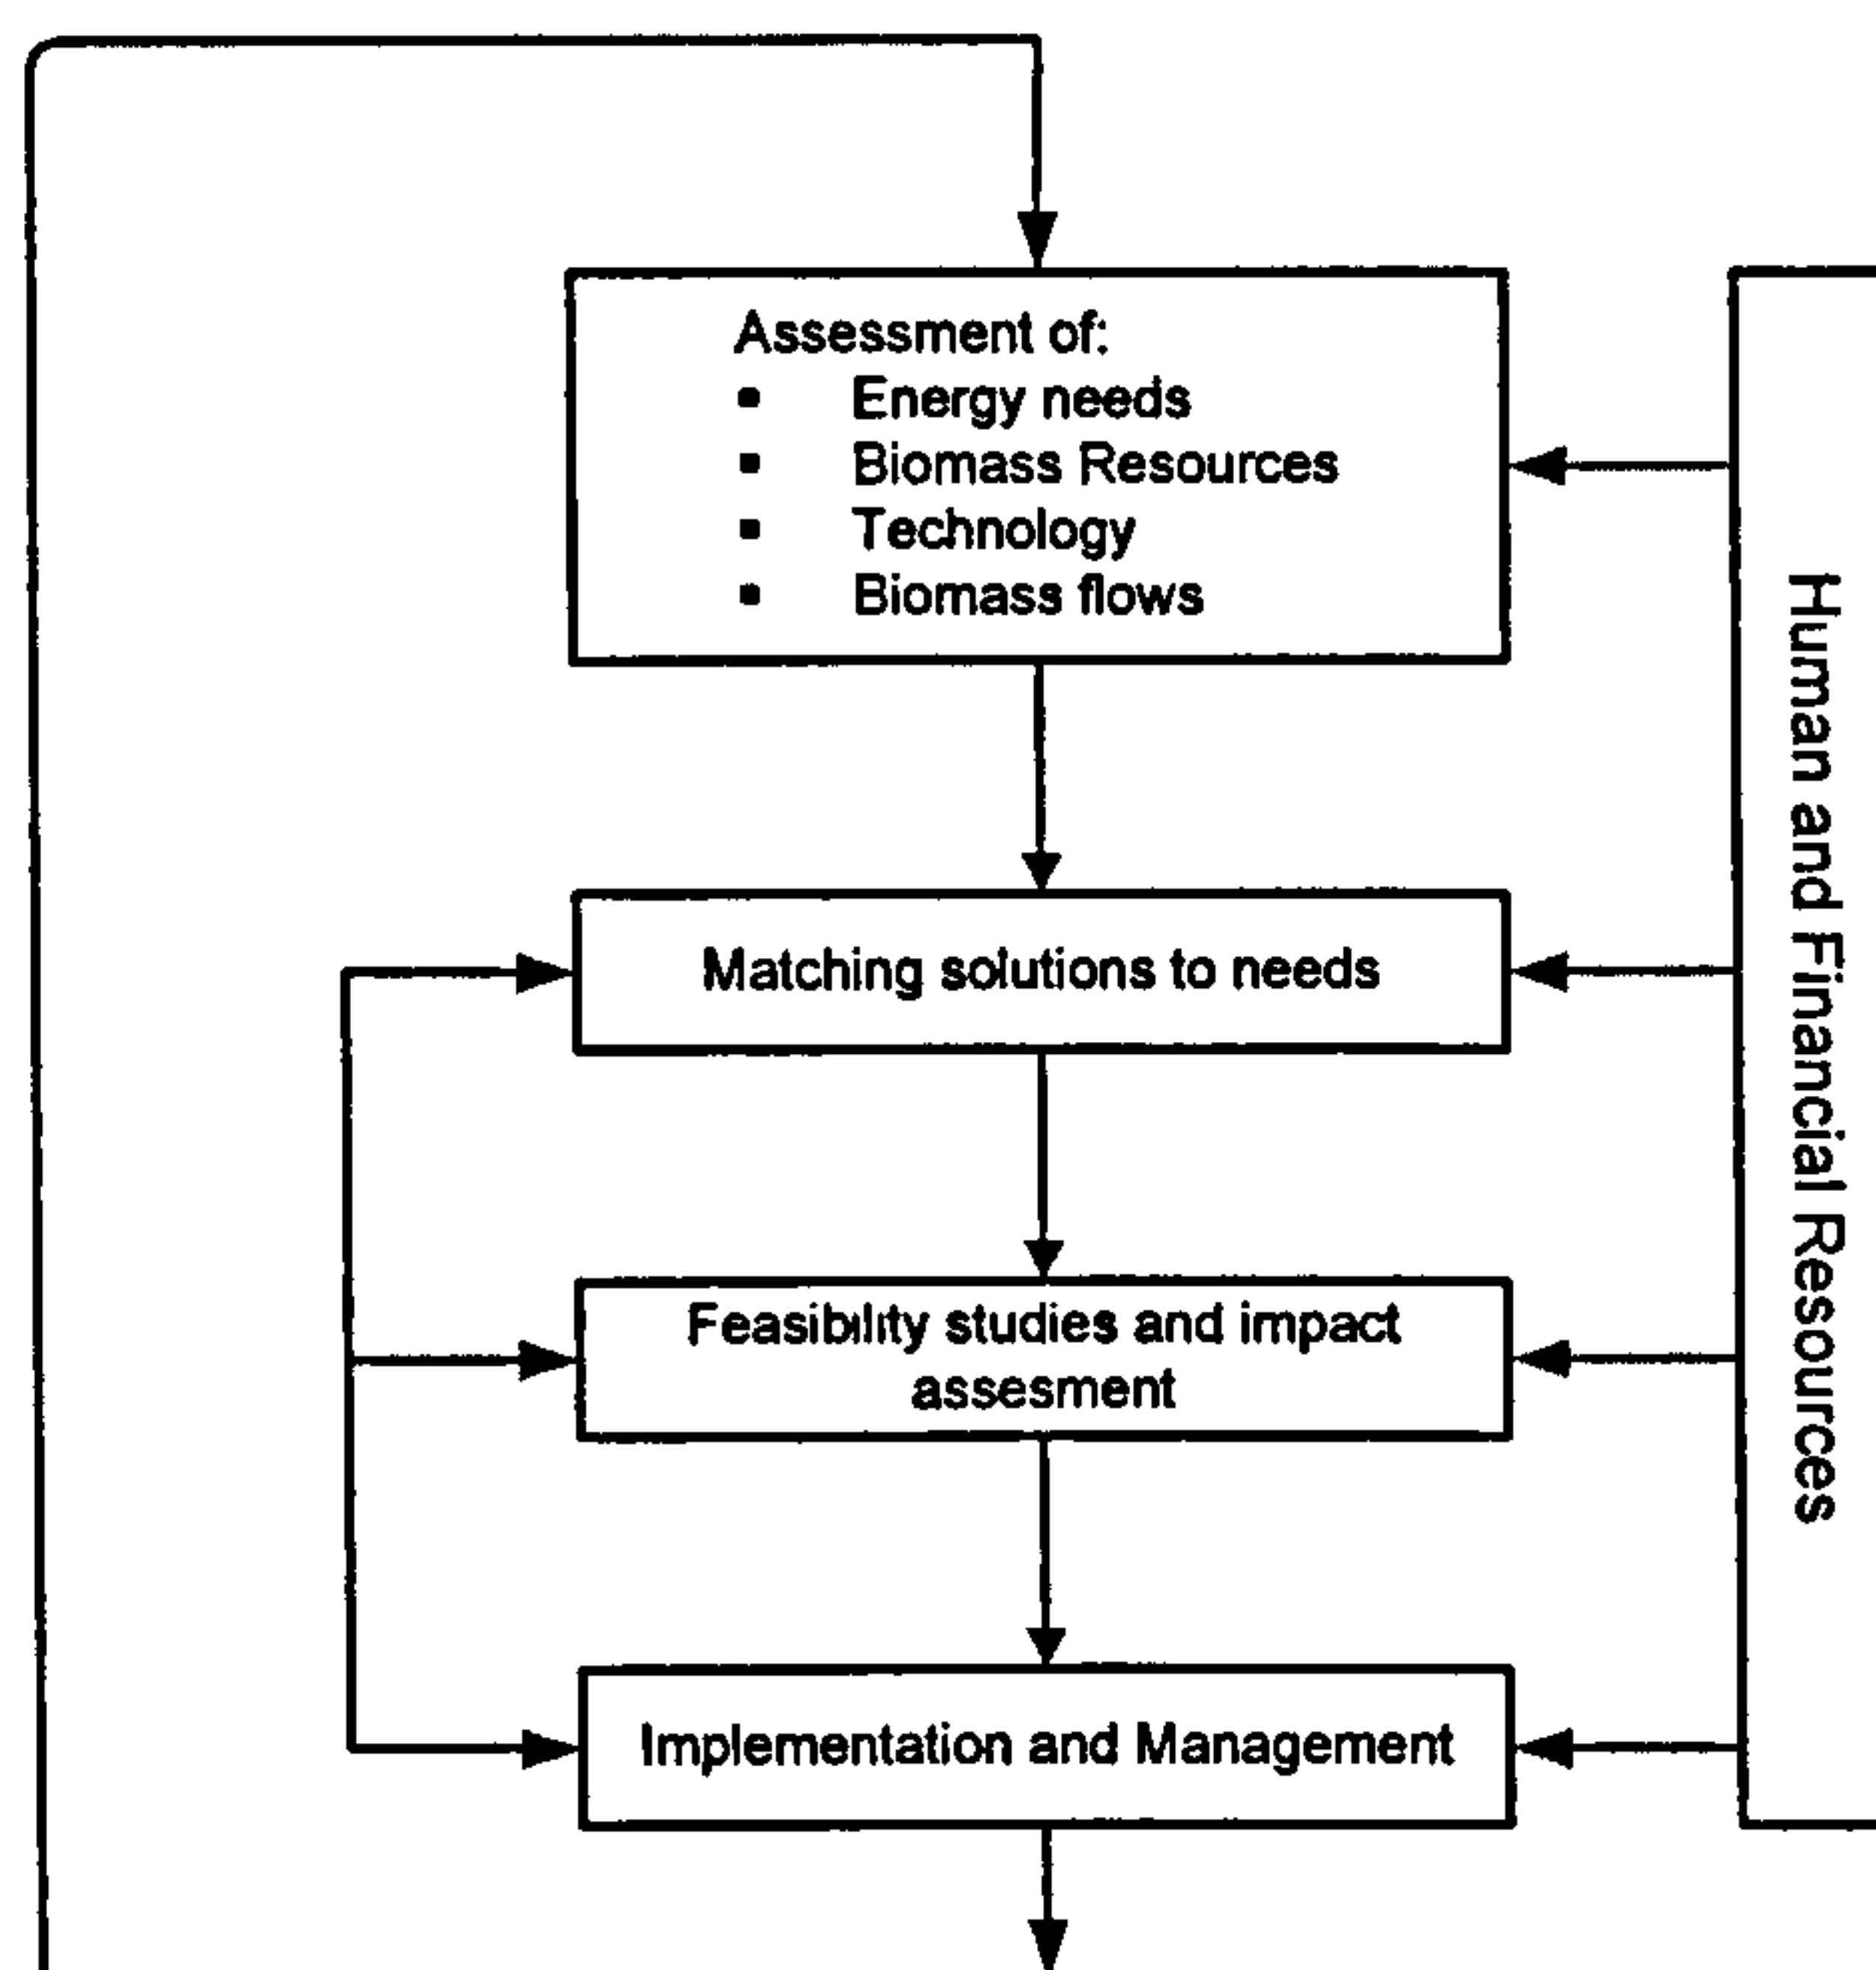 Assessment of:
▪ Energy needs
▪ Biomass Resources
▪ Technology
▪ Biomass flows
Matching solutions to needs
Feasibility studies and impact
assesment
Implementation and Management
Human and Financial Resources